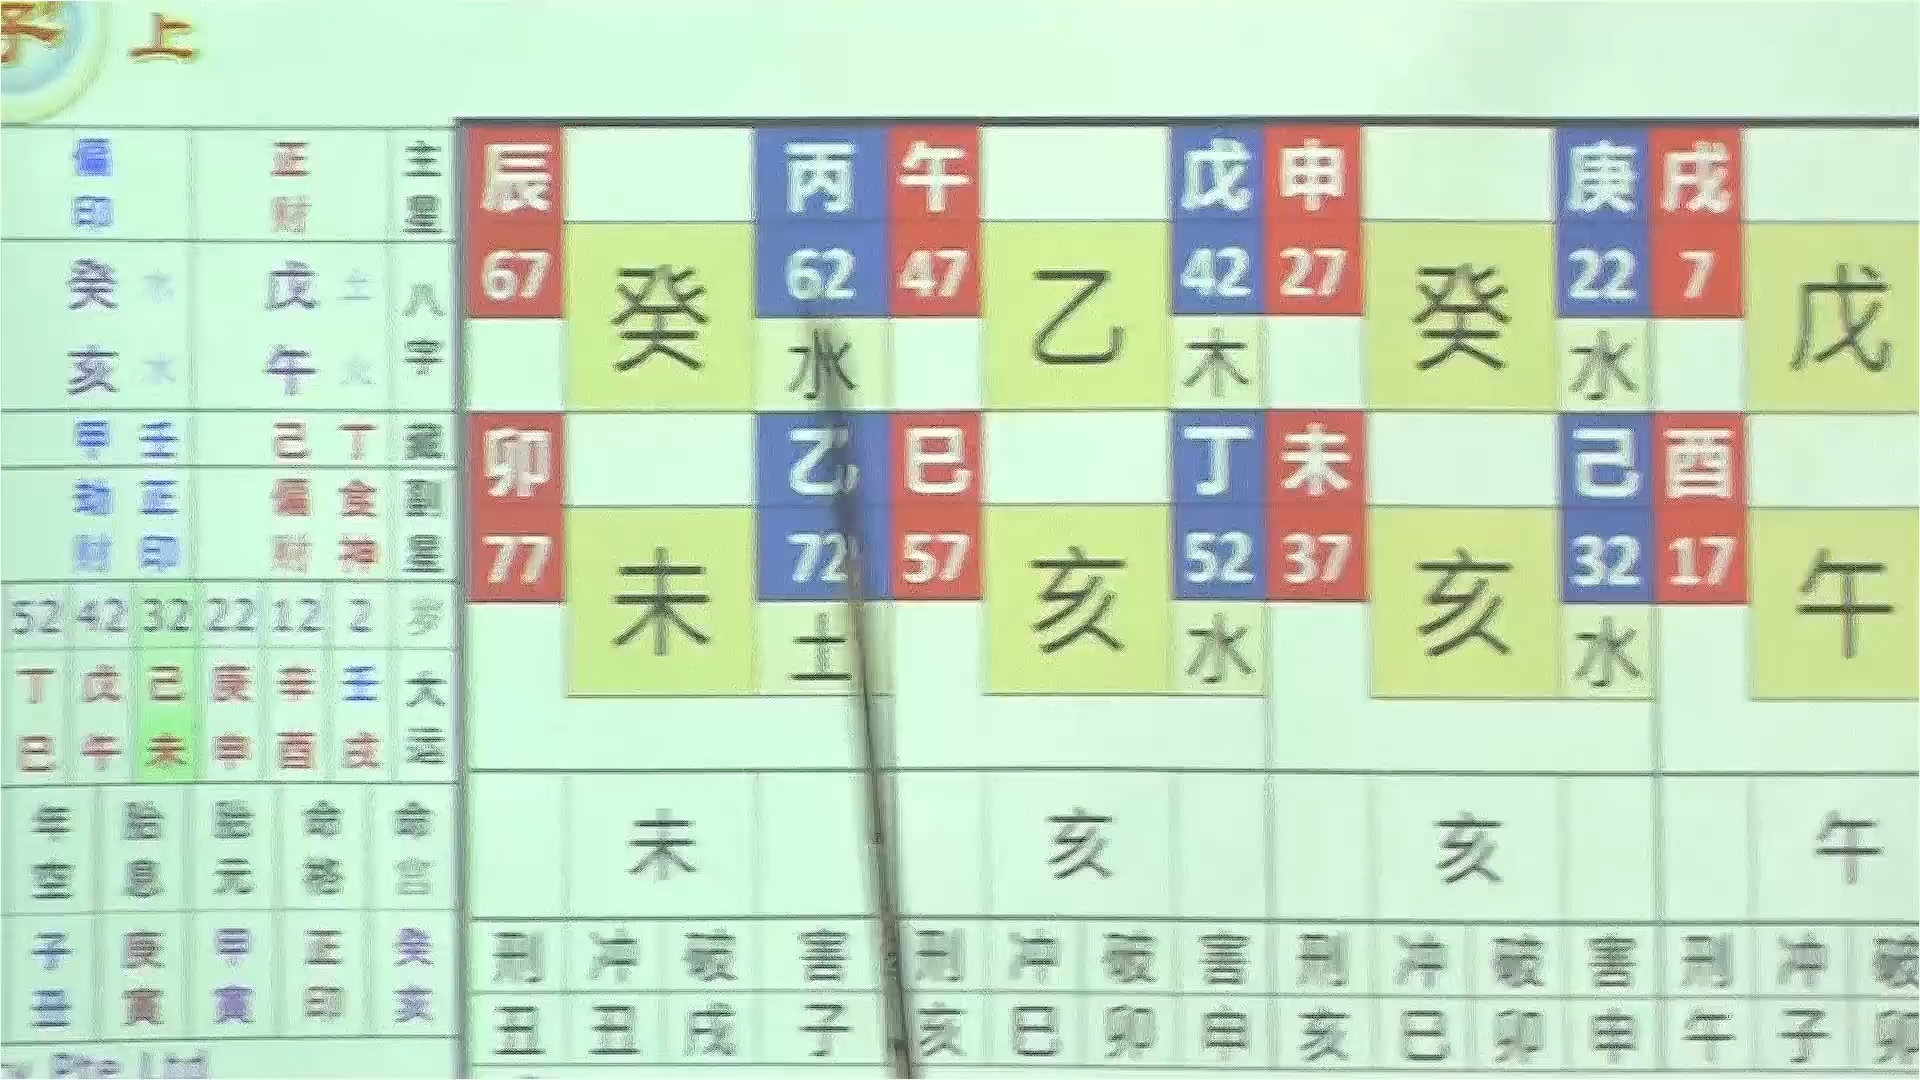 上
偏 正 主
印 财 星
癸 水 戊 土 八
亥 水 午 火 字
甲 壬 己 丁 藏
劫 正 偏 食 副
财 印 财 神 星
52 42 32 22 12 2 岁
丁 戊 己 庚 辛 壬 大
巳 午 未 申 酉 戌 运
年 胎 胎 命 命
空 息 元 格 宫
子 庚 甲 正 癸
丑 寅 寅 印 亥
辰 丙 午 戊 申 庚 戌
67 62 47 42 27 22 7
癸 水 乙 木 癸 水 戊
卯 乙 巳 丁 未 己 酉
77 72 57 52 37 32 17
未 土 亥 水 亥 水 午
未 亥 亥 午
刑 冲 破 害 刑 冲 破 害 刑 冲 破 害 刑 冲 破
丑 丑 戌 子 亥 巳 卯 申 亥 巳 卯 申 午 子 卯
Pte Ltd